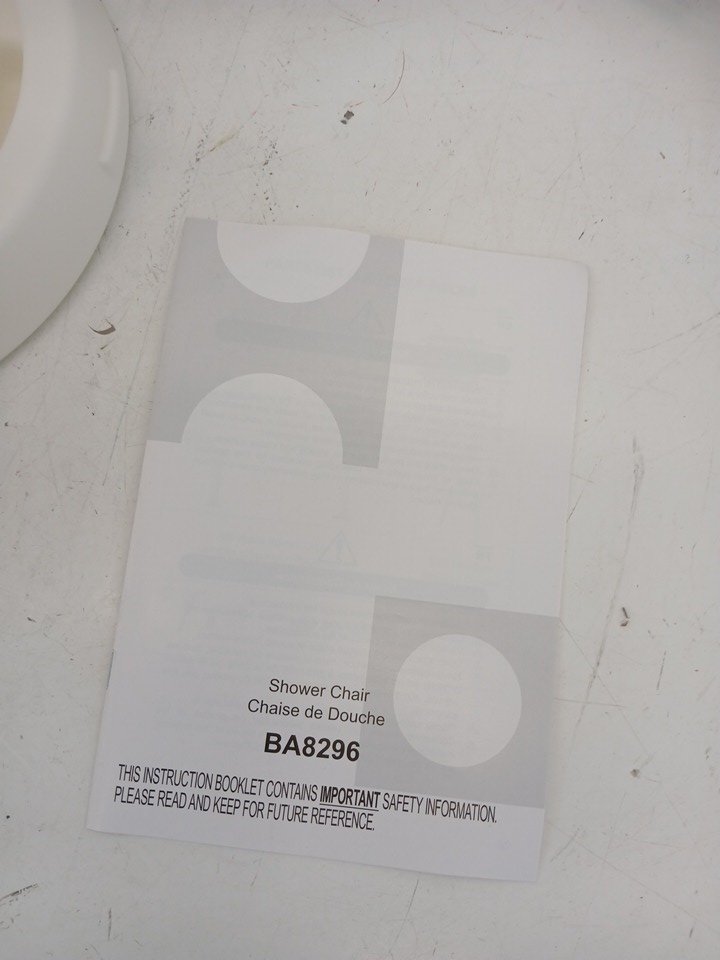 Shower Chair
Chaise de Douche
BA8296
THIS INSTRUCTION BOOKLET CONTAINS IMPORTANT SAFETY INFORMATION.
PLEASE READ AND KEEP FOR FUTURE REFERENCE.